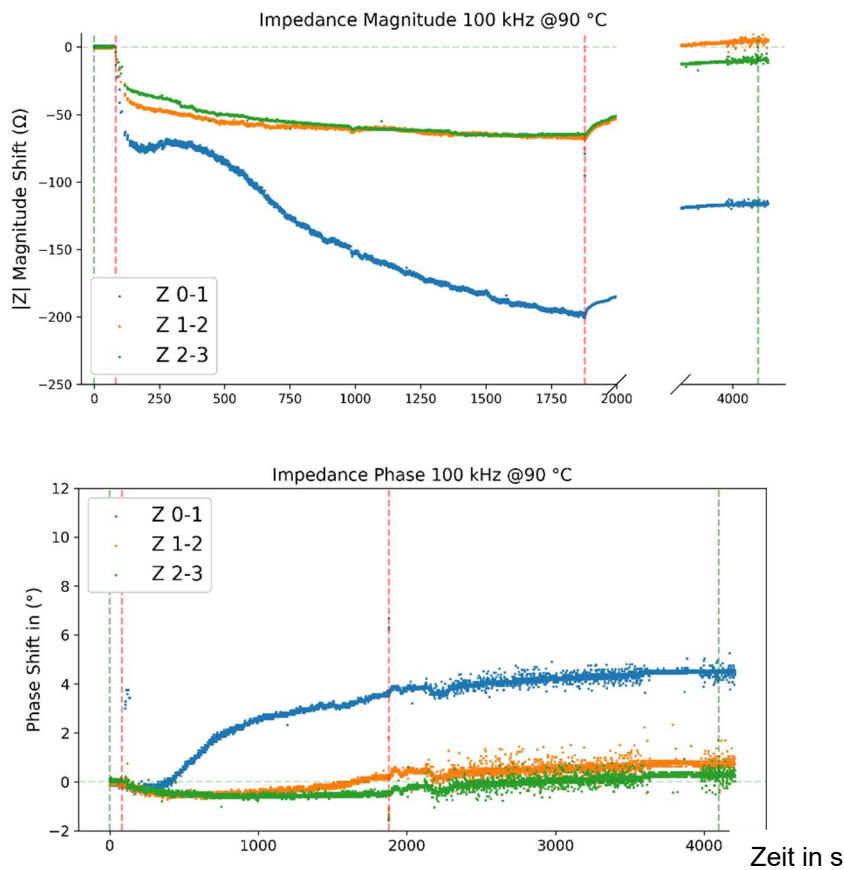 Impedance Magnitude 100 kHz @90 °C
|Z| Magnitude Shift (Ω)
0
−50
−100
−150
−200
−250
Z 0-1
Z 1-2
Z 2-3
0 250 500 750 1000 1250 1500 1750 2000 4000
Impedance Phase 100 kHz @90 °C
Phase Shift in (°)
12
10
8
6
4
2
0
−2
Z 0-1
Z 1-2
Z 2-3
0 1000 2000 3000 4000
Zeit in s